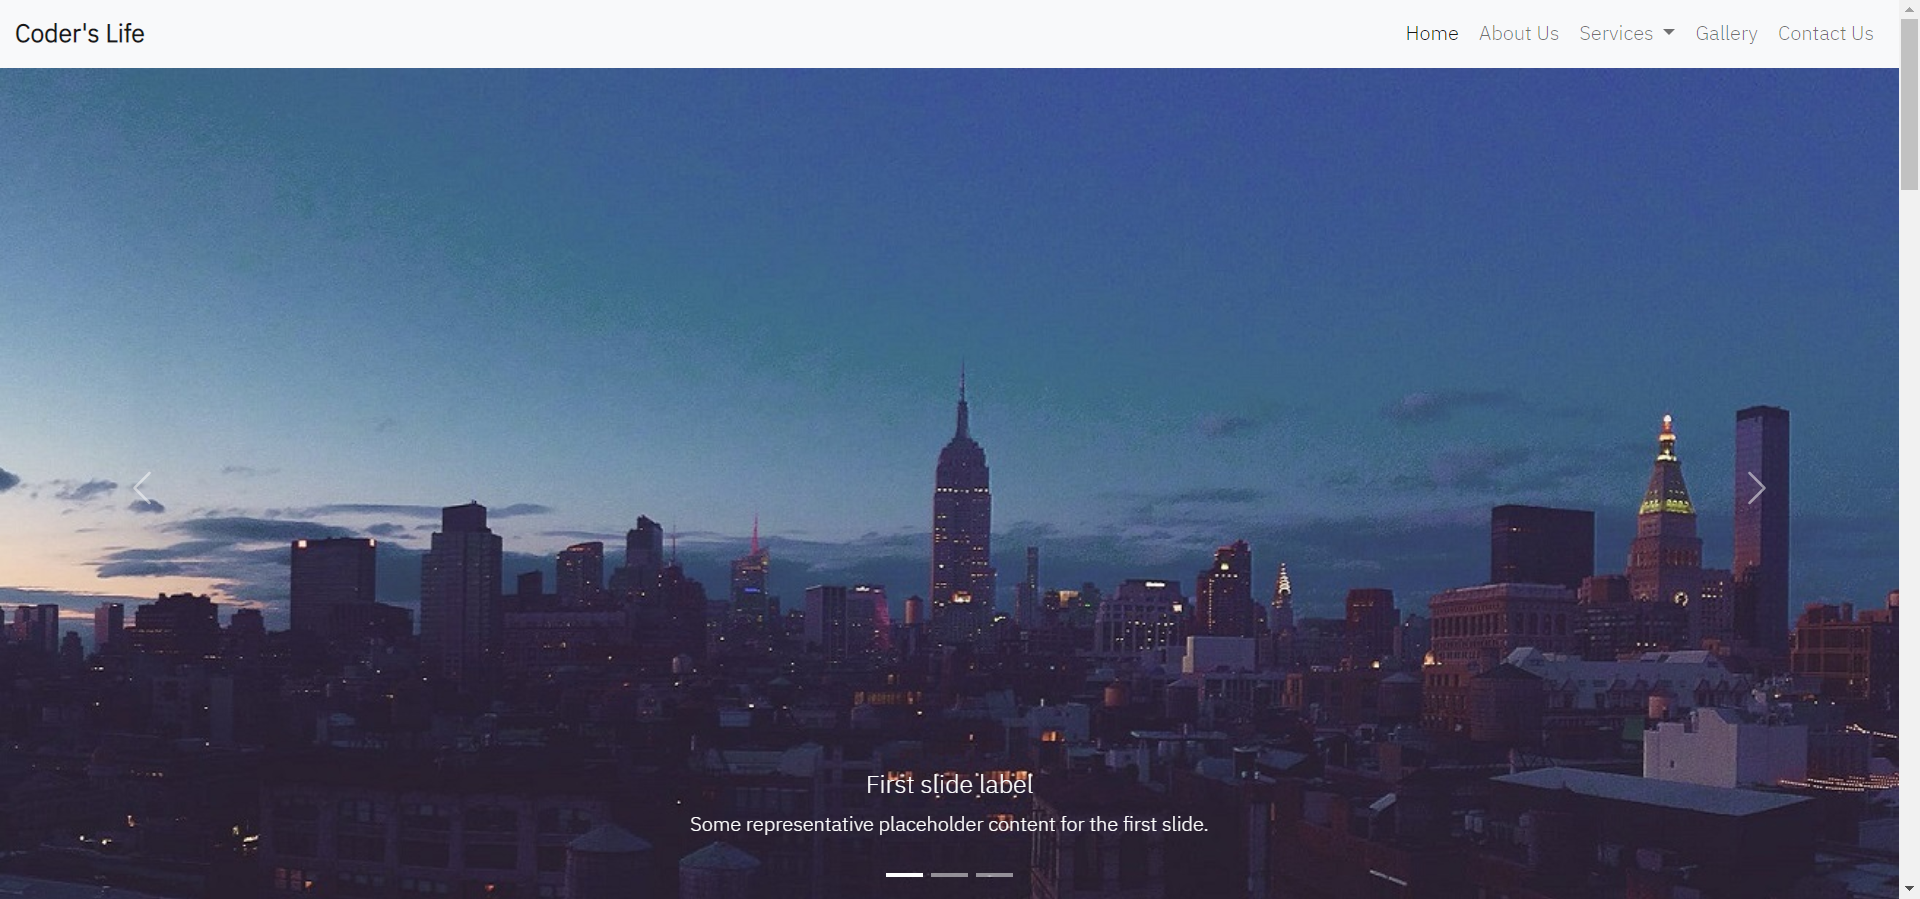 Coder's Life
Home About Us Services Gallery Contact Us
First slide label
Some representative placeholder content for the first slide.